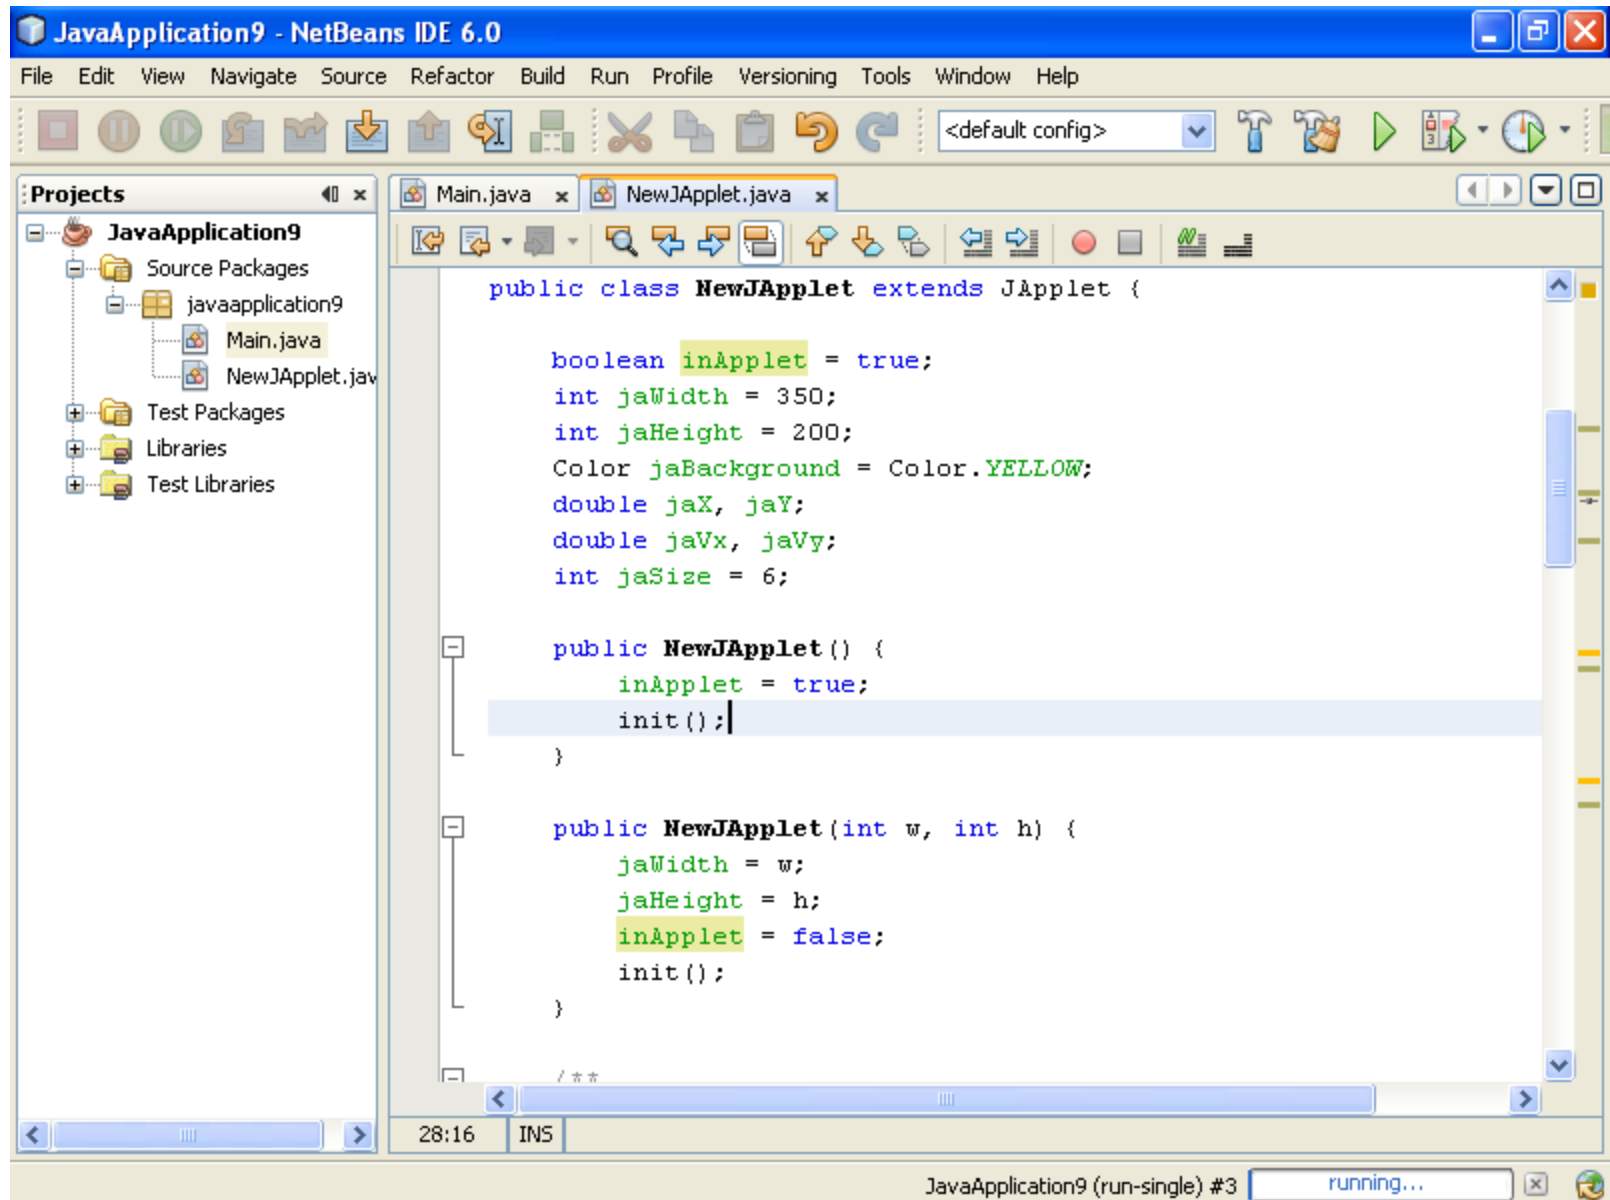 JavaApplication9 - NetBeans IDE 6.0
File Edit View Navigate Source Refactor Build Run Profile Versioning Tools Window Help
<default config>
Projects
JavaApplication9
Source Packages
javaapplication9
Main.java
NewJApplet.jav
Test Packages
Libraries
Test Libraries
Main.java x NewJApplet.java x
public class NewJApplet extends JApplet {
boolean inApplet = true;
int jaWidth = 350;
int jaHeight = 200;
Color jaBackground = Color.YELLOW;
double jaX, jaY;
double jaVx, jaVy;
int jaSize = 6;
public NewJApplet() {
inApplet = true;
init();
}
public NewJApplet(int w, int h) {
jaWidth = w;
jaHeight = h;
inApplet = false;
init();
}
/**
28:16 INS
JavaApplication9 (run-single) #3 running...